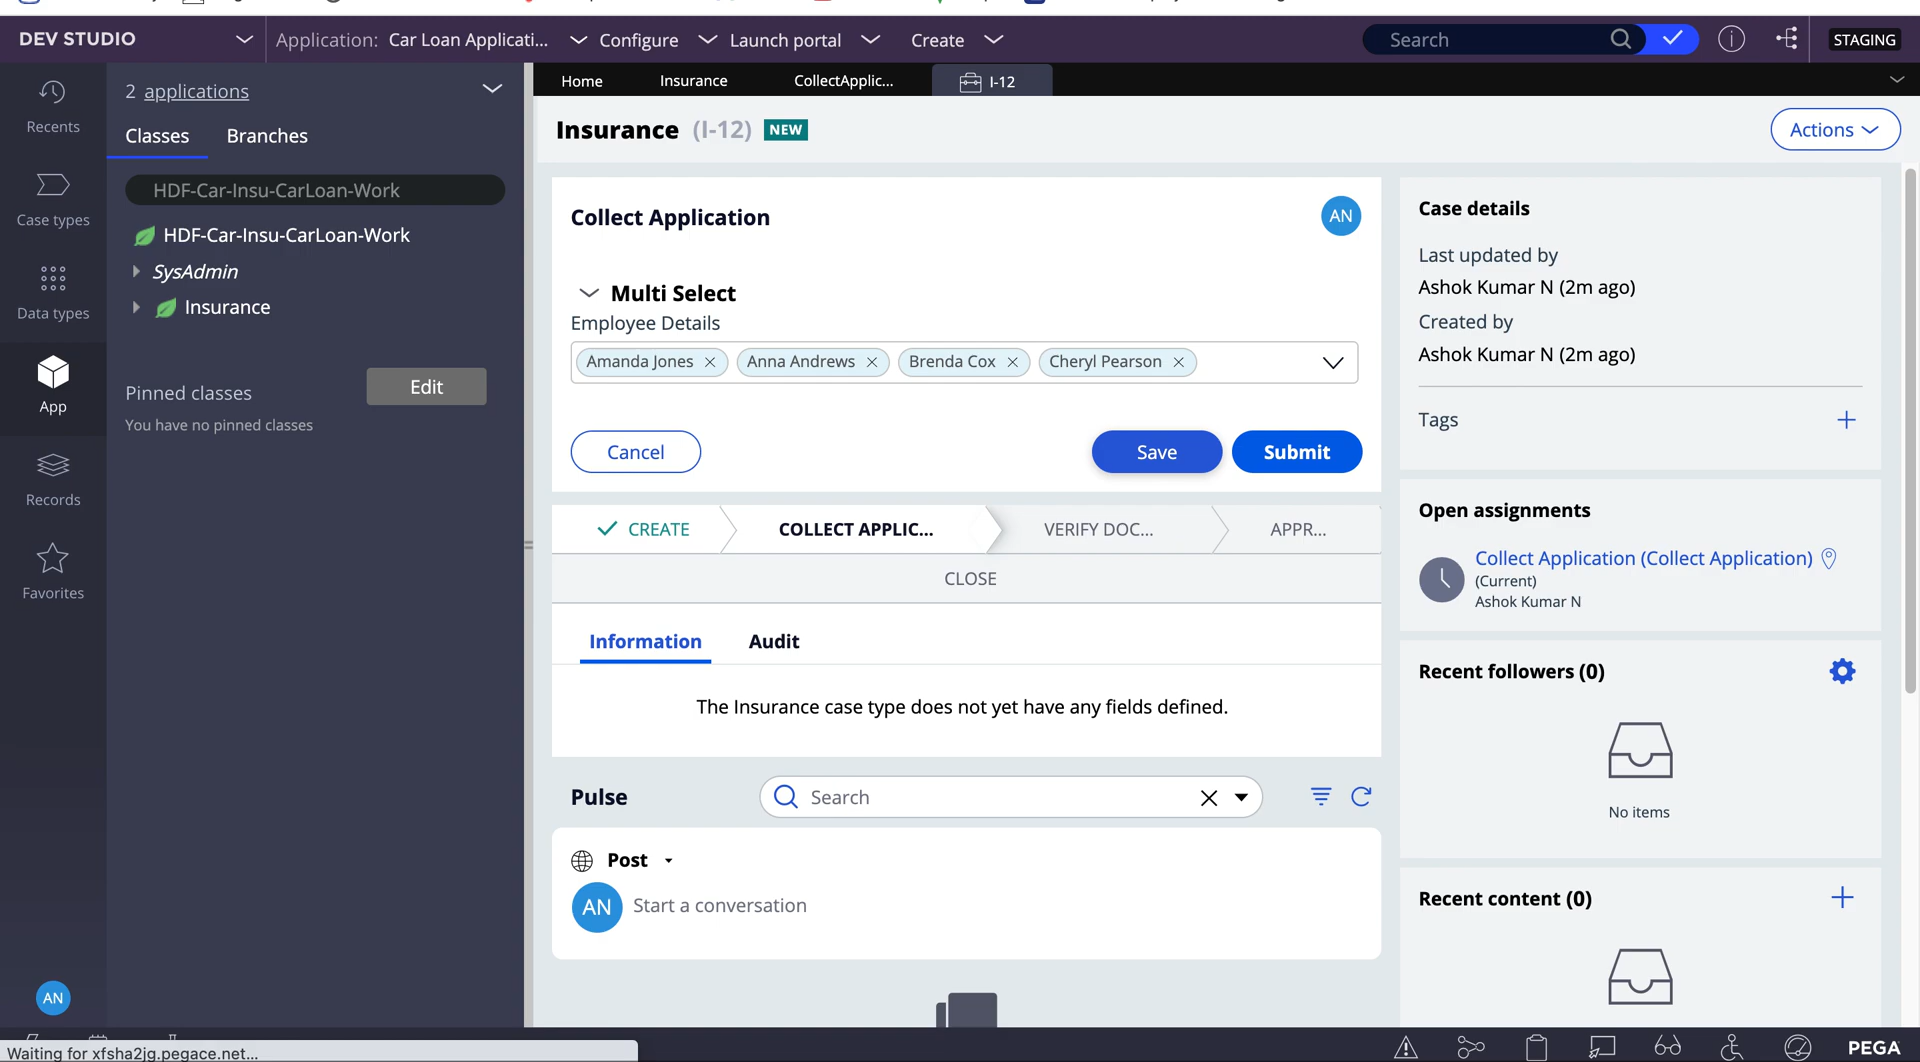 DEV STUDIO
Application: Car Loan Applicati...
Configure
Launch portal
Create
Search
STAGING
Recents
Case types
Data types
App
Records
Favorites
AN
2 applications
Classes
Branches
HDF-Car-Insu-CarLoan-Work
HDF-Car-Insu-CarLoan-Work
SysAdmin
Insurance
Pinned classes
Edit
You have no pinned classes
Home
Insurance
CollectApplic...
I-12
Insurance (I-12) NEW
Actions
Collect Application
AN
Multi Select
Employee Details
Amanda Jones
Anna Andrews
Brenda Cox
Cheryl Pearson
Cancel
Save
Submit
CREATE
COLLECT APPLIC...
VERIFY DOC...
APPR...
CLOSE
Information
Audit
The Insurance case type does not yet have any fields defined.
Pulse
Search
Post
AN
Start a conversation
Case details
Last updated by
Ashok Kumar N (2m ago)
Created by
Ashok Kumar N (2m ago)
Tags
Open assignments
Collect Application (Collect Application)
(Current)
Ashok Kumar N
Recent followers (0)
No items
Recent content (0)
Waiting for xfsha2jg.pegace.net...
PEGA